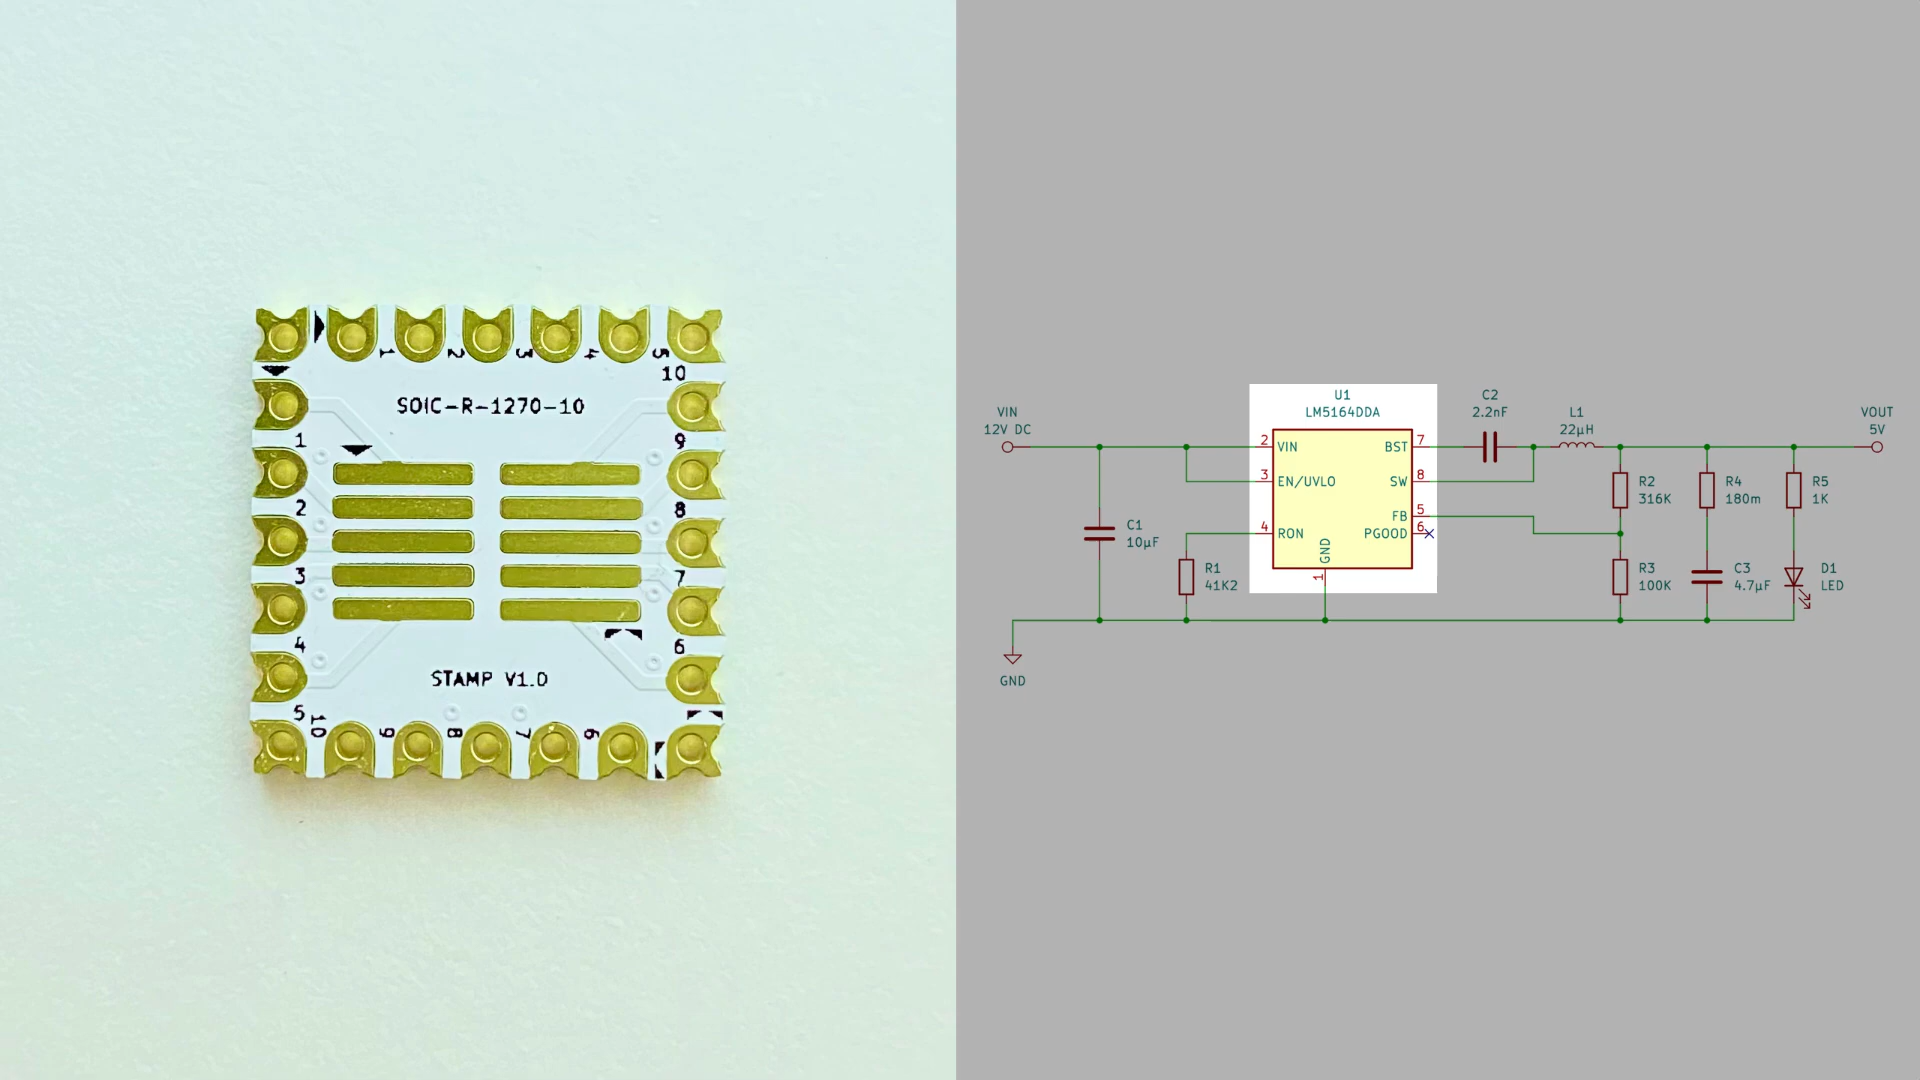 1 2 3 4 5
10
SOIC-R-1270-10
1 9
2 8
3 7
4 6
STAMP V1.0
5 10 9 8 7 6
U1
LM5164DDA
VIN
12V DC
2 VIN
3 EN/UVLO
4 RON
BST 7
SW 8
FB 5
PGOOD 6
GND
1
C1
10µF
R1
41K2
C2
2.2nF
L1
22µH
R2
316K
R3
100K
R4
180m
C3
4.7µF
R5
1K
D1
LED
VOUT
5V
GND